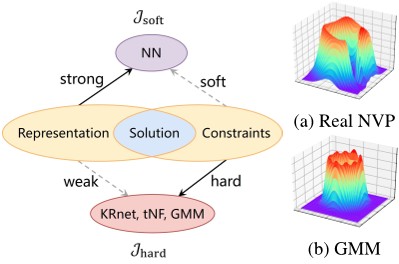 𝒥soft
NN
strong
soft
Representation
Solution
Constraints
weak
hard
KRnet, tNF, GMM
𝒥hard
(a) Real NVP
(b) GMM